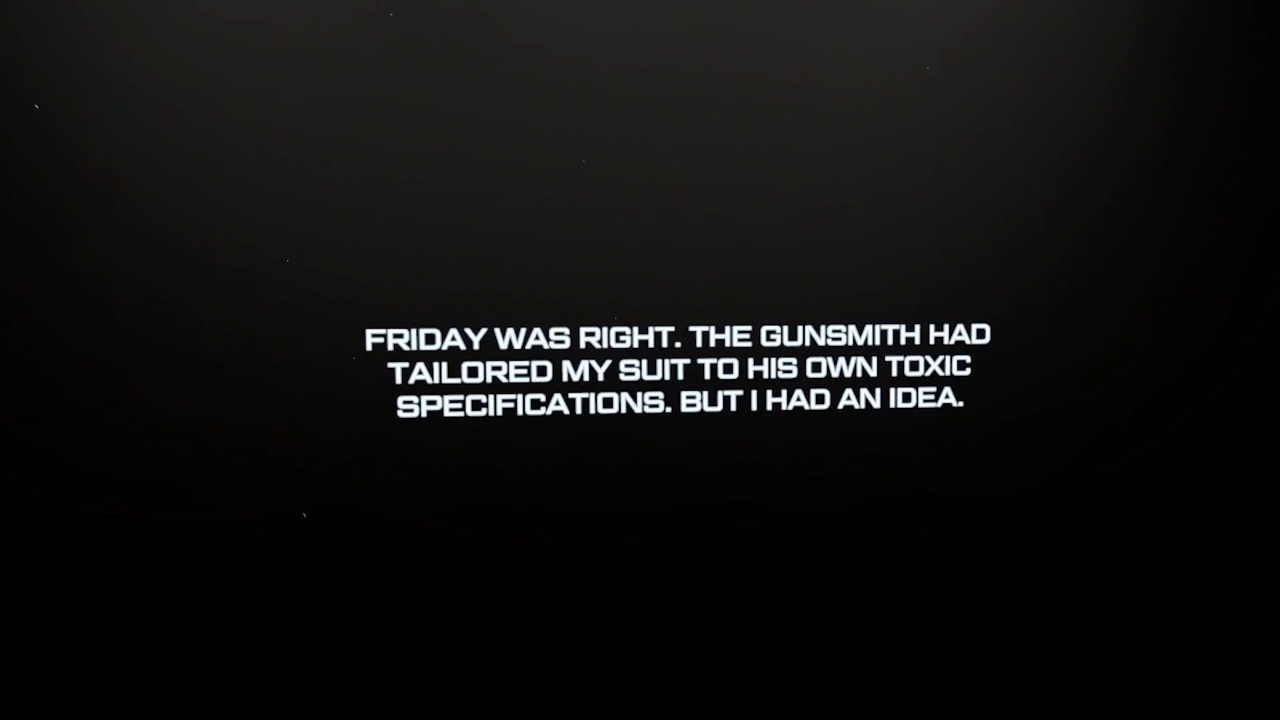 FRIDAY WAS RIGHT. THE GUNSMITH HAD
TAILORED MY SUIT TO HIS OWN TOXIC
SPECIFICATIONS. BUT I HAD AN IDEA.